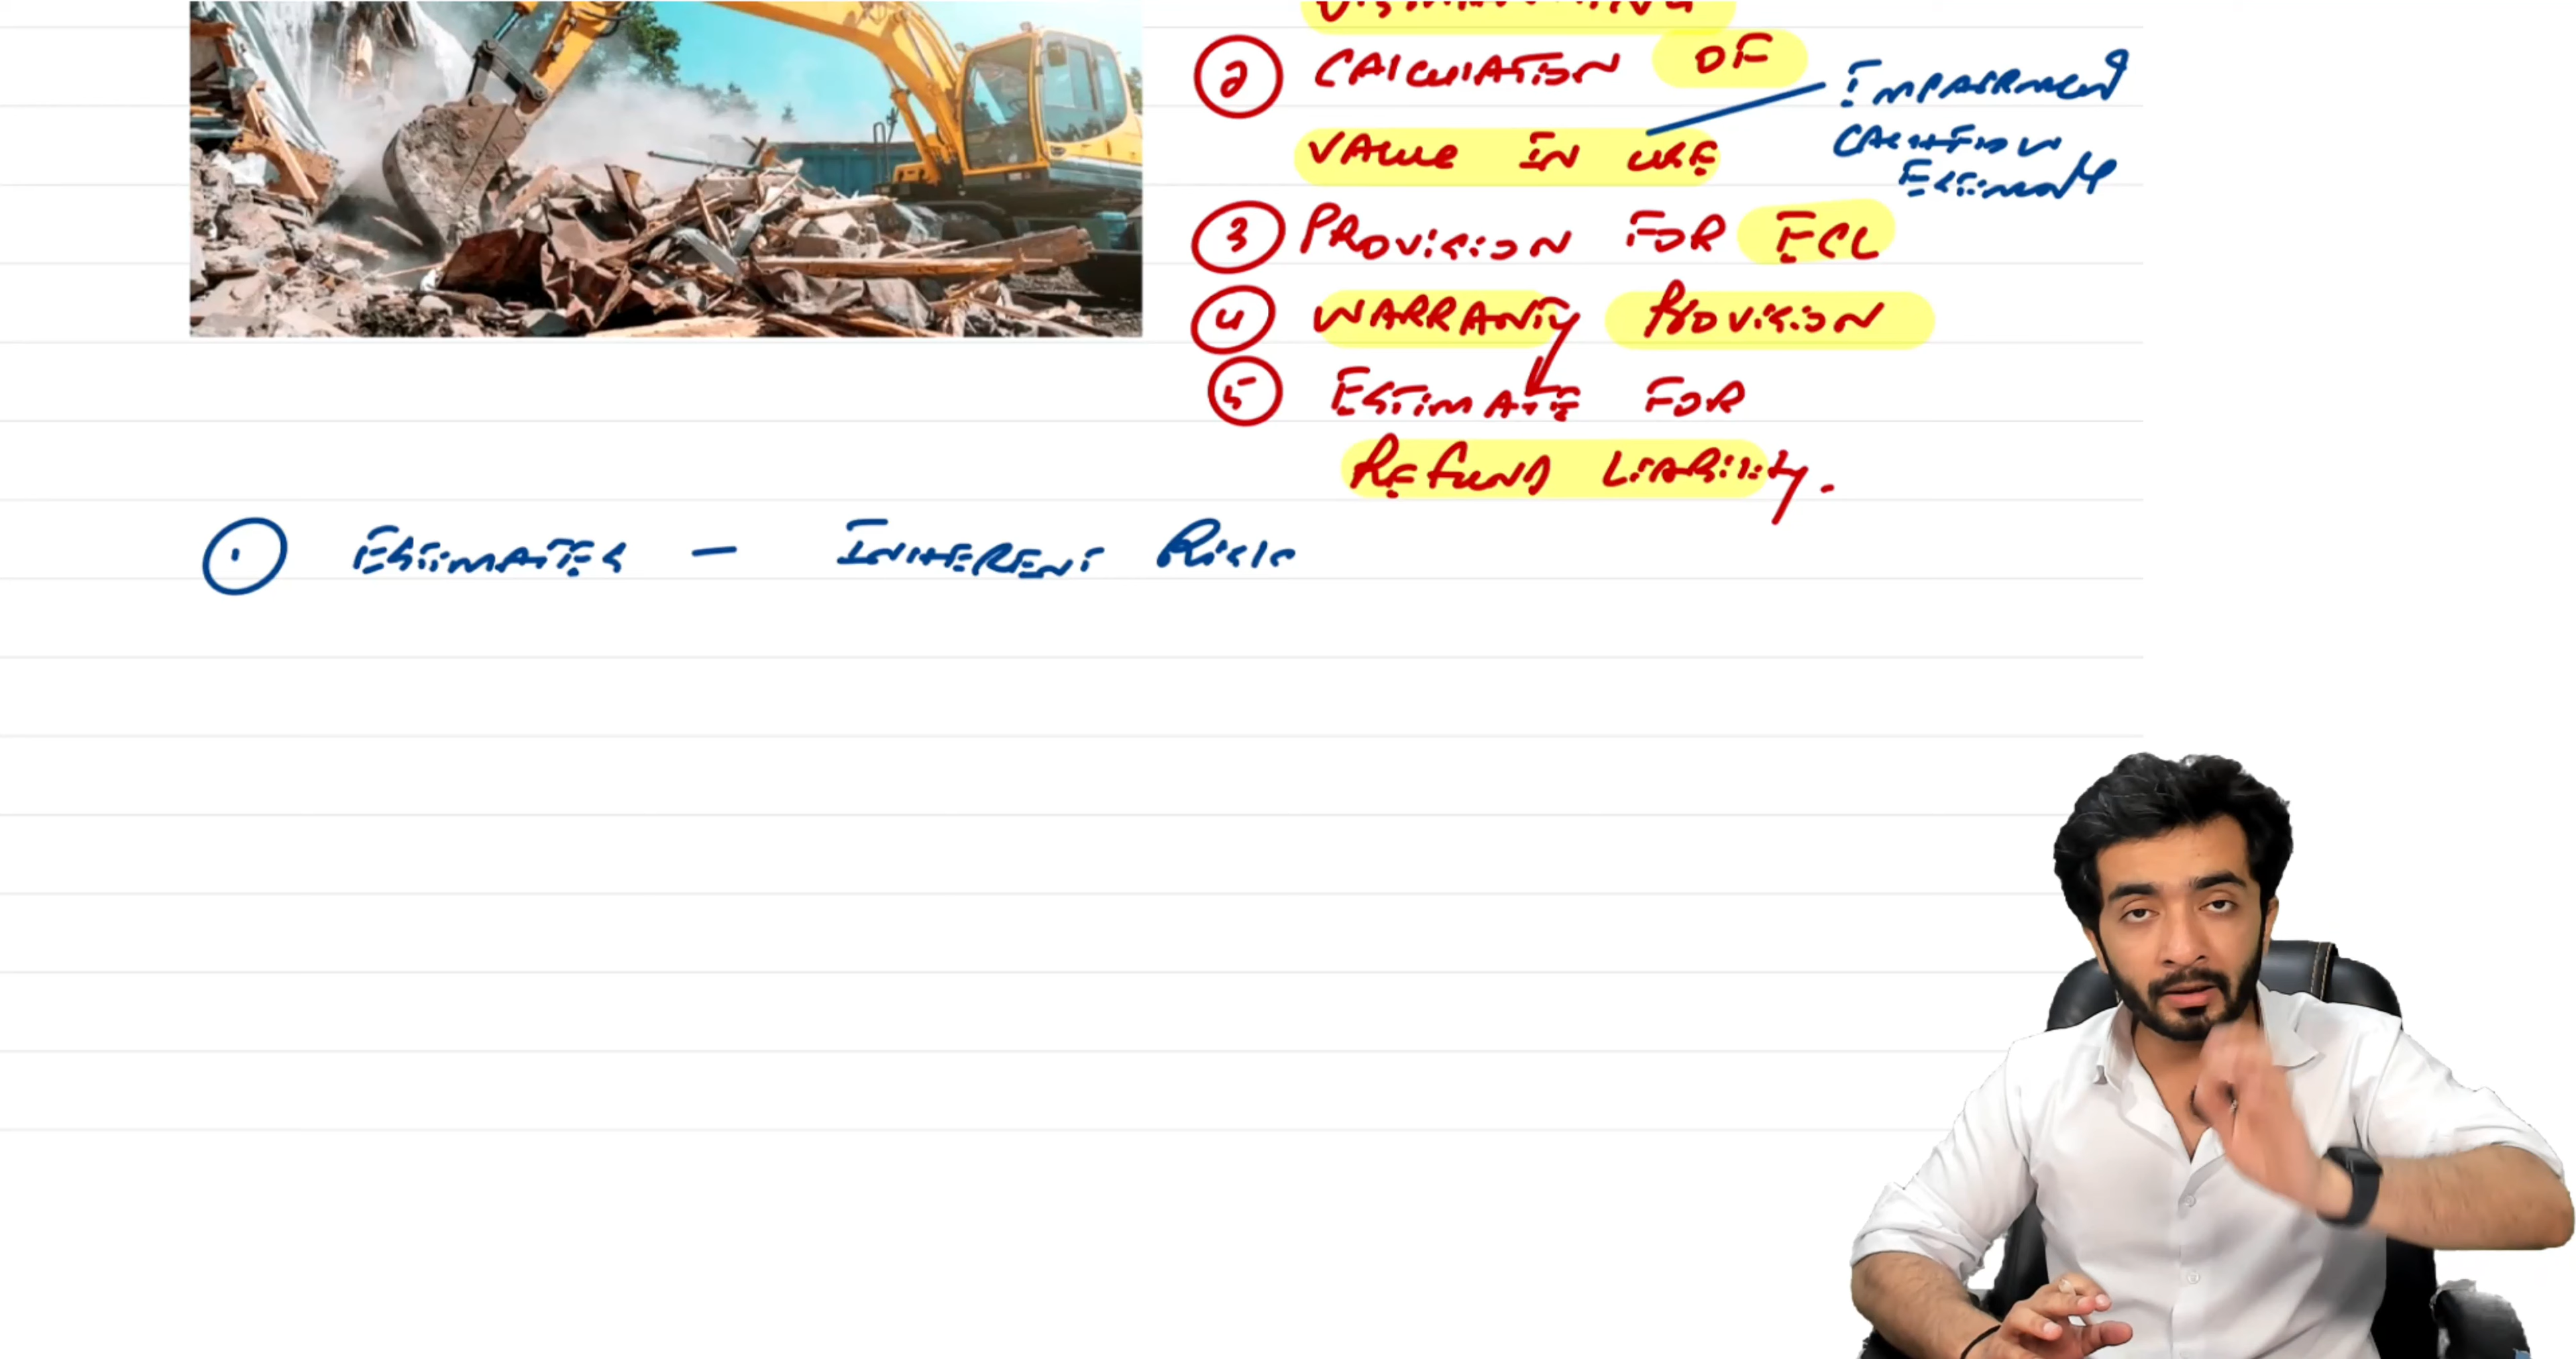 ② CALCULATION OF
VALUE IN USE
IMPAIRMENT
CASHFLOW
ESTIMATE
③ PROVISION FOR ECL
④ WARRANTY PROVISION
⑤ ESTIMATE FOR
REFUND LIABILITY.
① ESTIMATES – INHERENT RISK